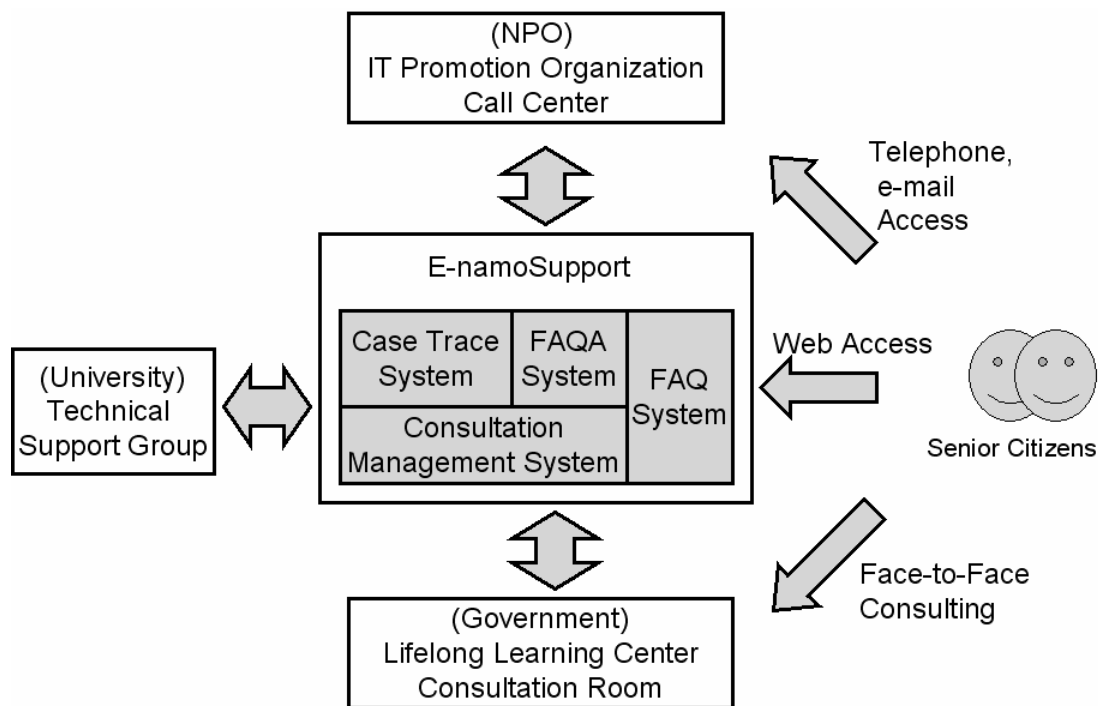 (NPO)
IT Promotion Organization
Call Center
Telephone,
e-mail
Access
E-namoSupport
Case Trace
System
FAQA
System
FAQ
System
Consultation
Management System
(University)
Technical
Support Group
Web Access
Senior Citizens
Face-to-Face
Consulting
(Government)
Lifelong Learning Center
Consultation Room